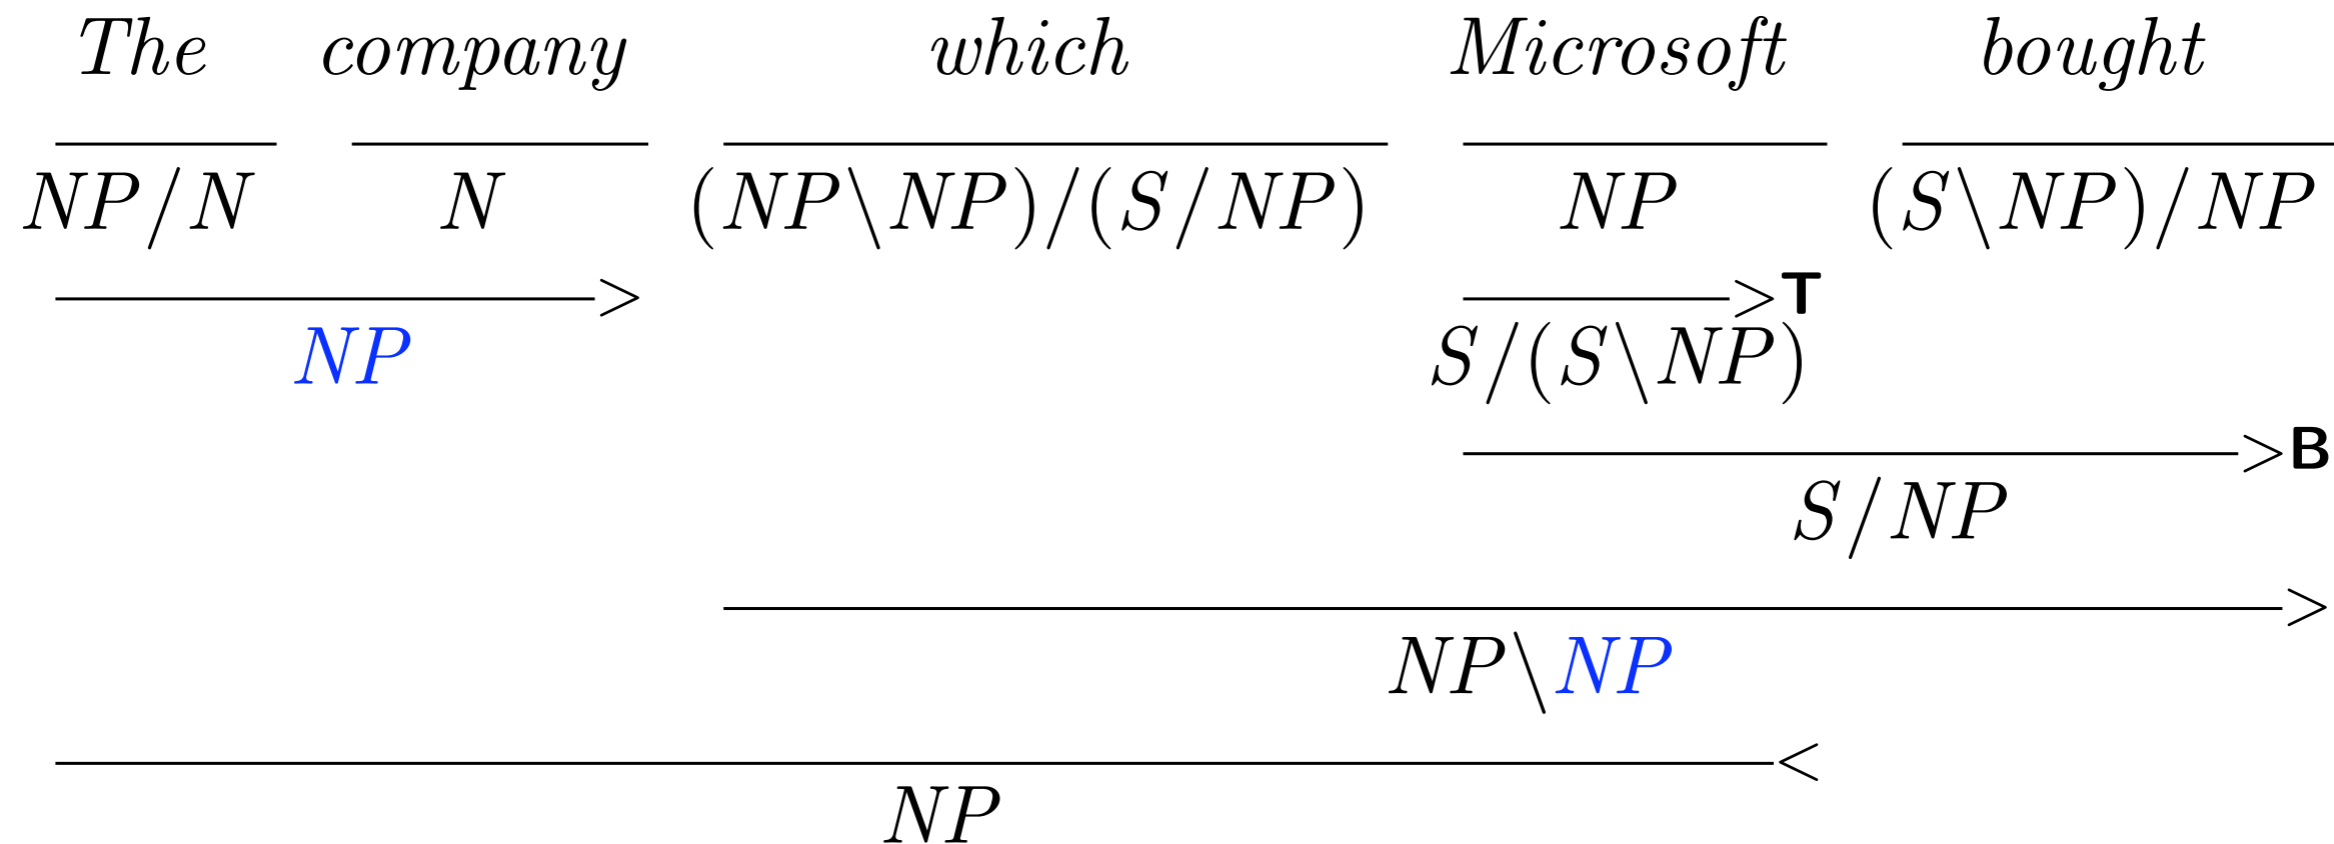 The company which Microsoft bought
NP/N N (NP\NP)/(S/NP) NP (S\NP)/NP
> >T
NP S/(S\NP)
>B
S/NP
>
NP\NP
<
NP